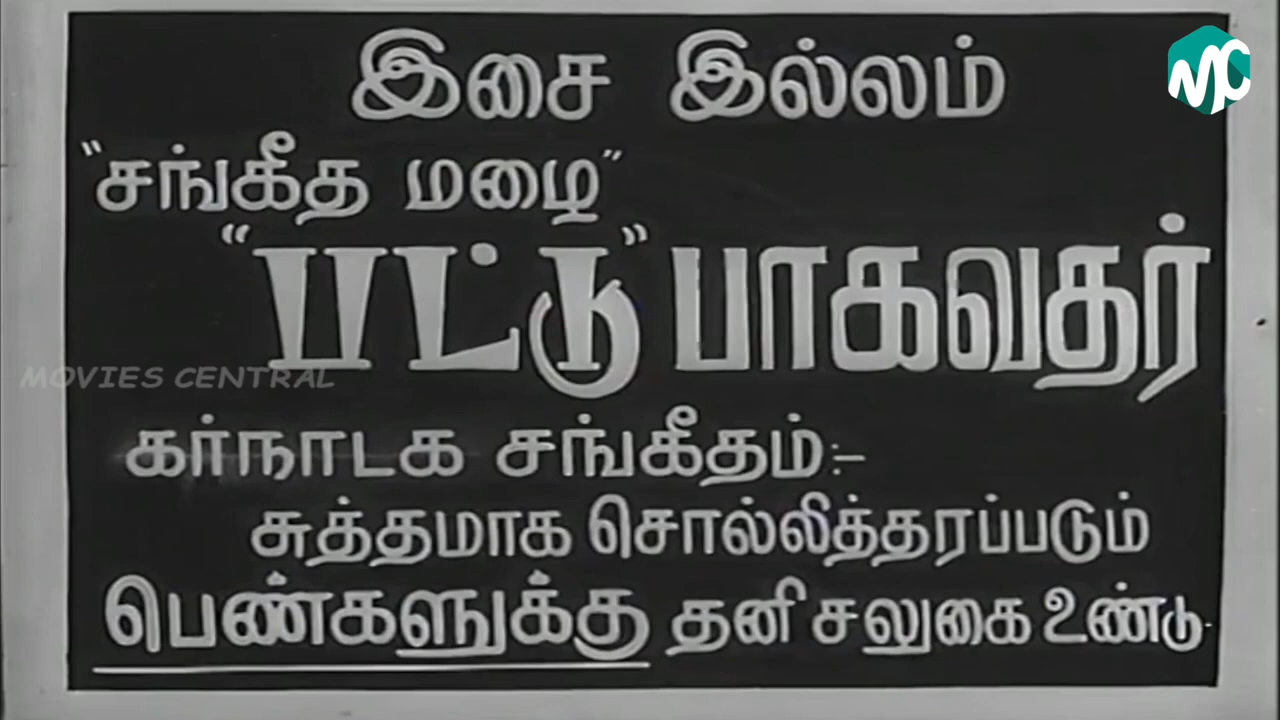 இசை இல்லம்
"சங்கீத மழை"
"பட்டு" பாகவதர்
MOVIES CENTRAL
கர்நாடக சங்கீதம்:-
சுத்தமாக சொல்லித்தரப்படும்
பெண்களுக்கு தனி சலுகை உண்டு.
MC